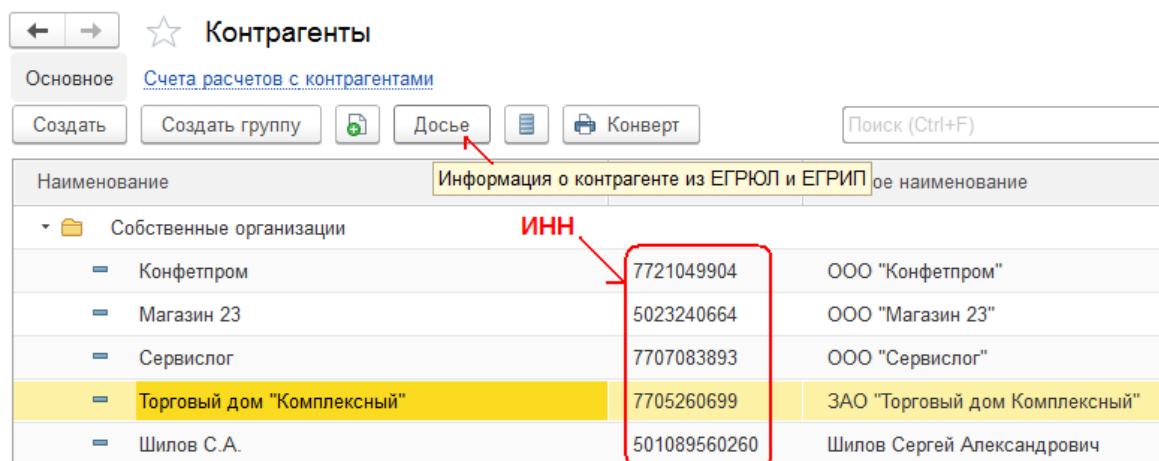 Контрагенты
Основное Счета расчетов с контрагентами
Создать Создать группу Досье Конверт Поиск (Ctrl+F)
Наименование Информация о контрагенте из ЕГРЮЛ и ЕГРИП ое наименование
Собственные организации ИНН
Конфетпром 7721049904 ООО "Конфетпром"
Магазин 23 5023240664 ООО "Магазин 23"
Сервислог 7707083893 ООО "Сервислог"
Торговый дом "Комплексный" 7705260699 ЗАО "Торговый дом Комплексный"
Шилов С.А. 501089560260 Шилов Сергей Александрович